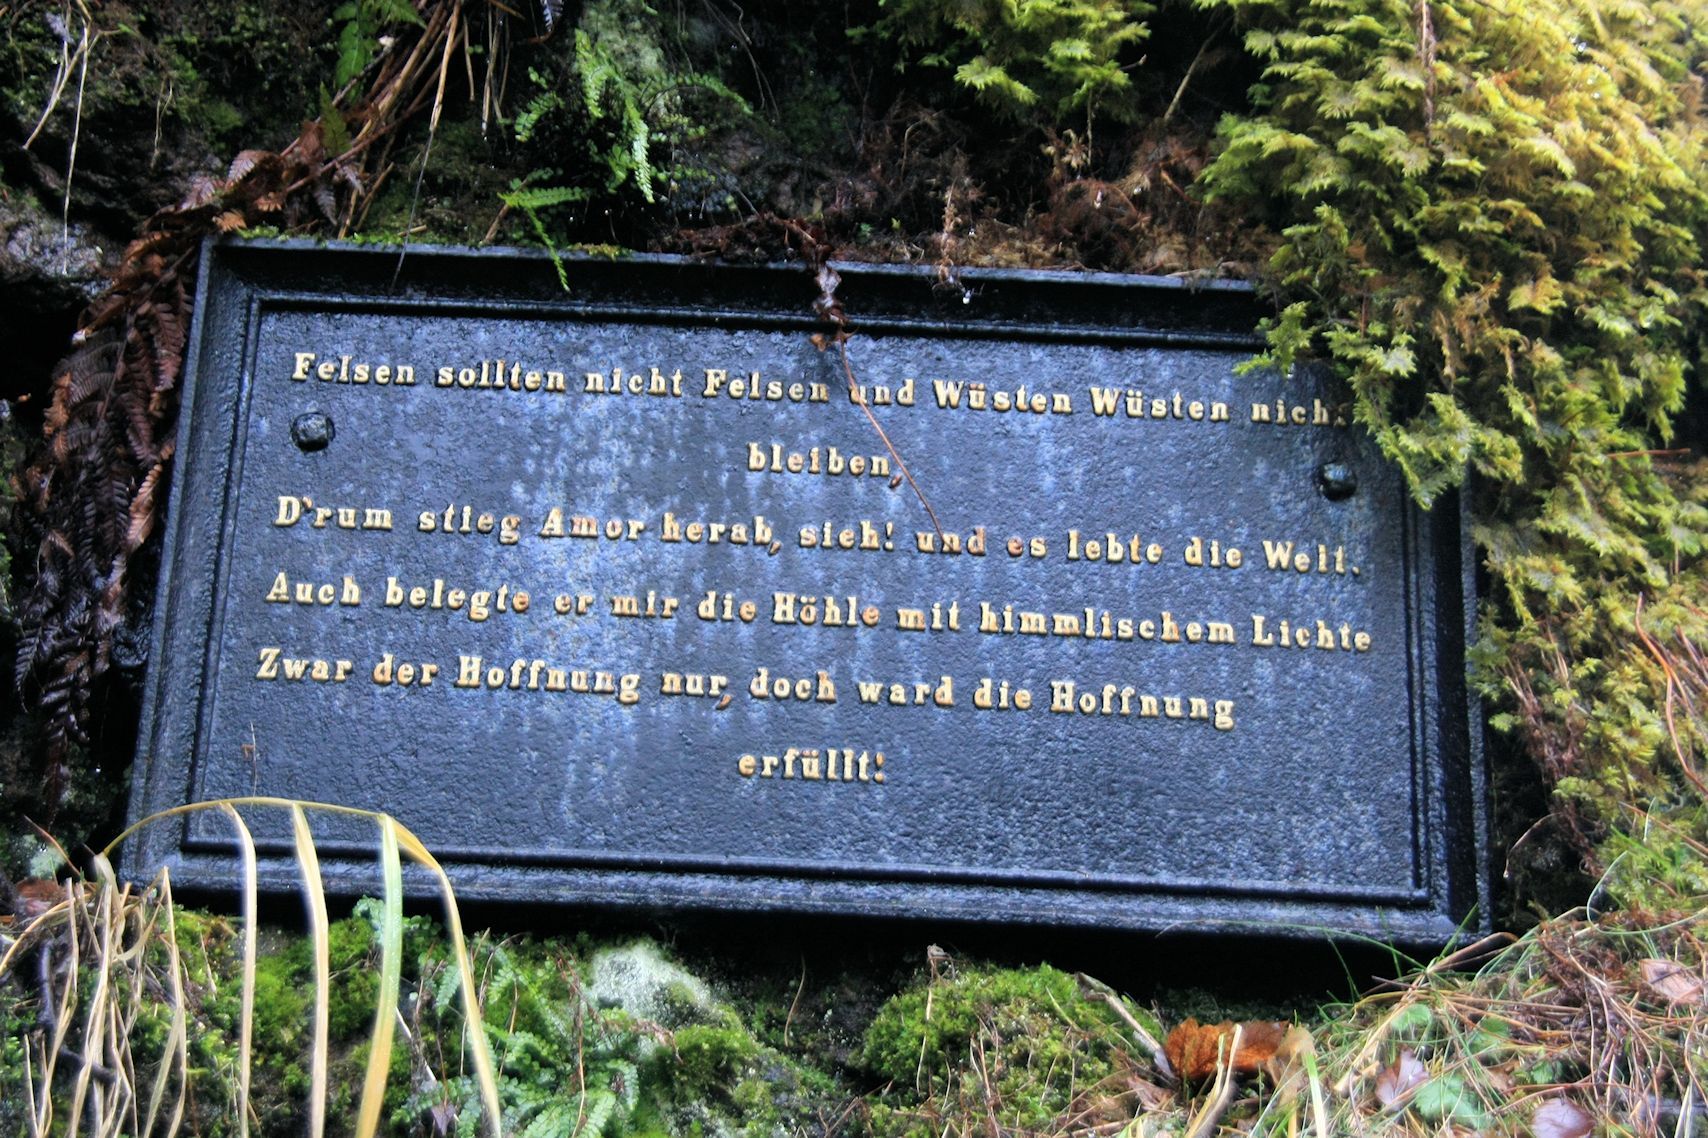 Felsen sollten nicht Felsen und Wüsten Wüsten nicht
bleiben,
D'rum stieg Amor herab, sieh! und es lebte die Welt.
Auch belegte er mir die Höhle mit himmlischem Lichte
Zwar der Hoffnung nur, doch ward die Hoffnung
erfüllt!